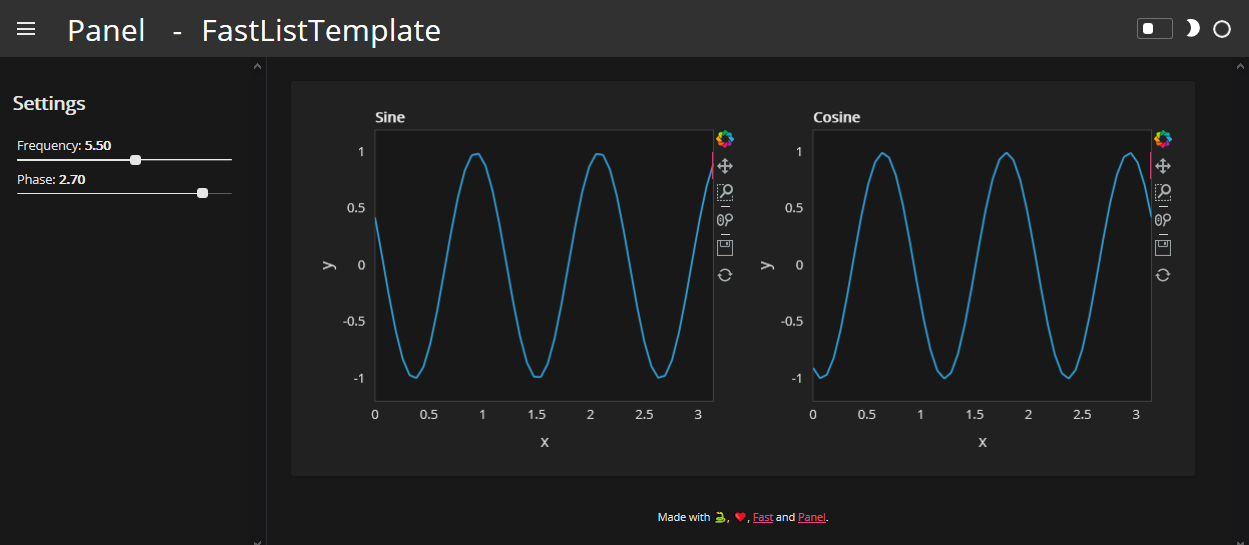 Panel - FastListTemplate
Settings
Frequency: 5.50
Phase: 2.70
Sine
1
0.5
0
-0.5
-1
y
0 0.5 1 1.5 2 2.5 3
x
Cosine
1
0.5
0
-0.5
-1
y
0 0.5 1 1.5 2 2.5 3
x
Made with 🐍, ❤️, Fast and Panel.